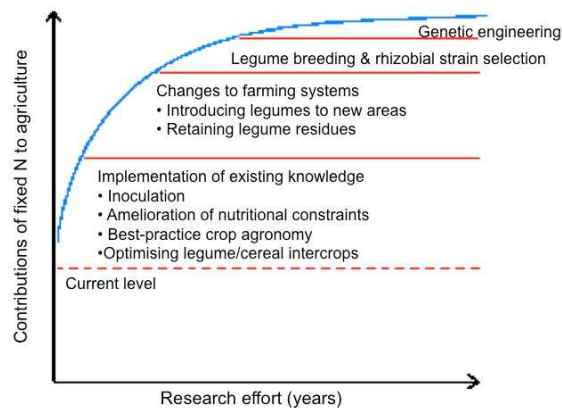 Genetic engineering
Legume breeding & rhizobial strain selection
Changes to farming systems
• Introducing legumes to new areas
• Retaining legume residues
Implementation of existing knowledge
• Inoculation
• Amelioration of nutritional constraints
• Best-practice crop agronomy
•Optimising legume/cereal intercrops
Current level
Contributions of fixed N to agriculture
Research effort (years)